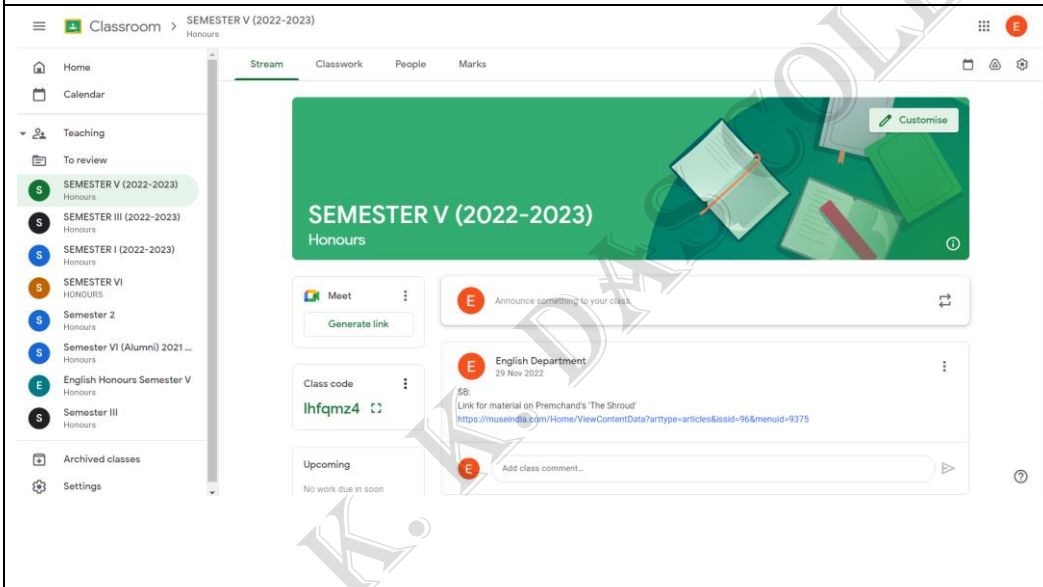 Classroom > SEMESTER V (2022-2023)
Honours
E
Home
Calendar
Teaching
To review
S SEMESTER V (2022-2023)
Honours
S SEMESTER III (2022-2023)
Honours
S SEMESTER I (2022-2023)
Honours
S SEMESTER VI
HONOURS
S Semester 2
Honours
S Semester VI (Alumni) 2021 ...
Honours
E English Honours Semester V
Honours
S Semester III
Honours
Archived classes
Settings
Stream Classwork People Marks
Customise
SEMESTER V (2022-2023)
Honours
Meet
Generate link
Class code
lhfqmz4
Upcoming
No work due in soon
E Announce something to your class
E English Department
29 Nov 2022
SB:
Link for material on Premchand's 'The Shroud'
https://museindia.com/Home/ViewContentData?arttype=articles&issid=96&menuid=9375
E Add class comment...
K. K. DAS COL